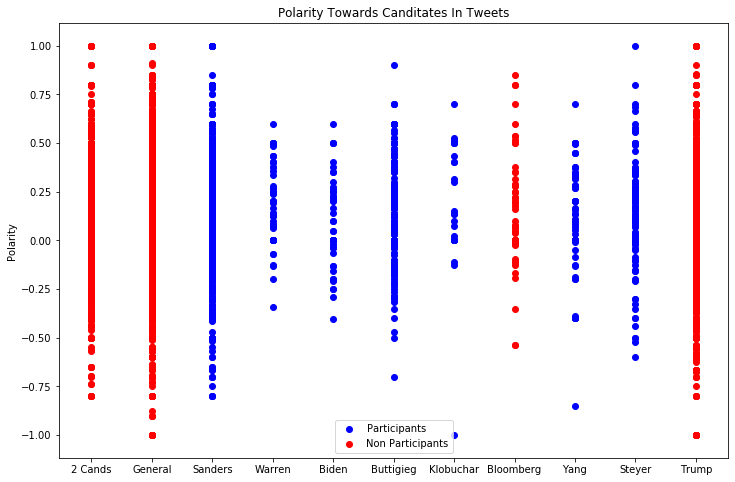 Polarity Towards Canditates In Tweets
1.00
0.75
0.50
0.25
0.00
−0.25
−0.50
−0.75
−1.00
Polarity
Participants
Non Participants
2 Cands General Sanders Warren Biden Buttigieg Klobuchar Bloomberg Yang Steyer Trump